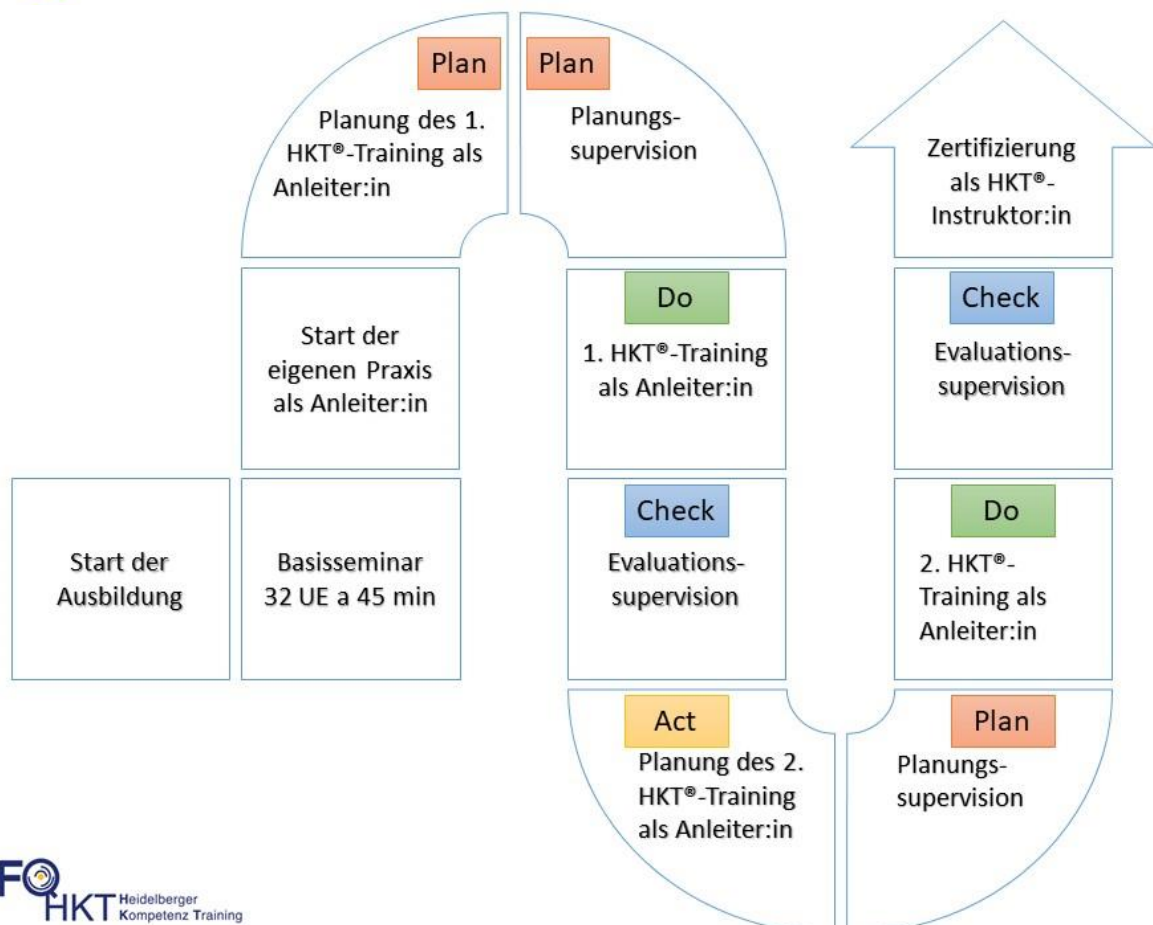 Start der
Ausbildung
Basisseminar
32 UE a 45 min
Start der
eigenen Praxis
als Anleiter:in
Plan
Planung des 1.
HKT®-Training als
Anleiter:in
Plan
Planungs-
supervision
Do
1. HKT®-Training
als Anleiter:in
Check
Evaluations-
supervision
Act
Planung des 2.
HKT®-Training
als Anleiter:in
Plan
Planungs-
supervision
Do
2. HKT®-
Training als
Anleiter:in
Check
Evaluations-
supervision
Zertifizierung
als HKT®-
Instruktor:in
FQ
HKT Heidelberger
Kompetenz Training